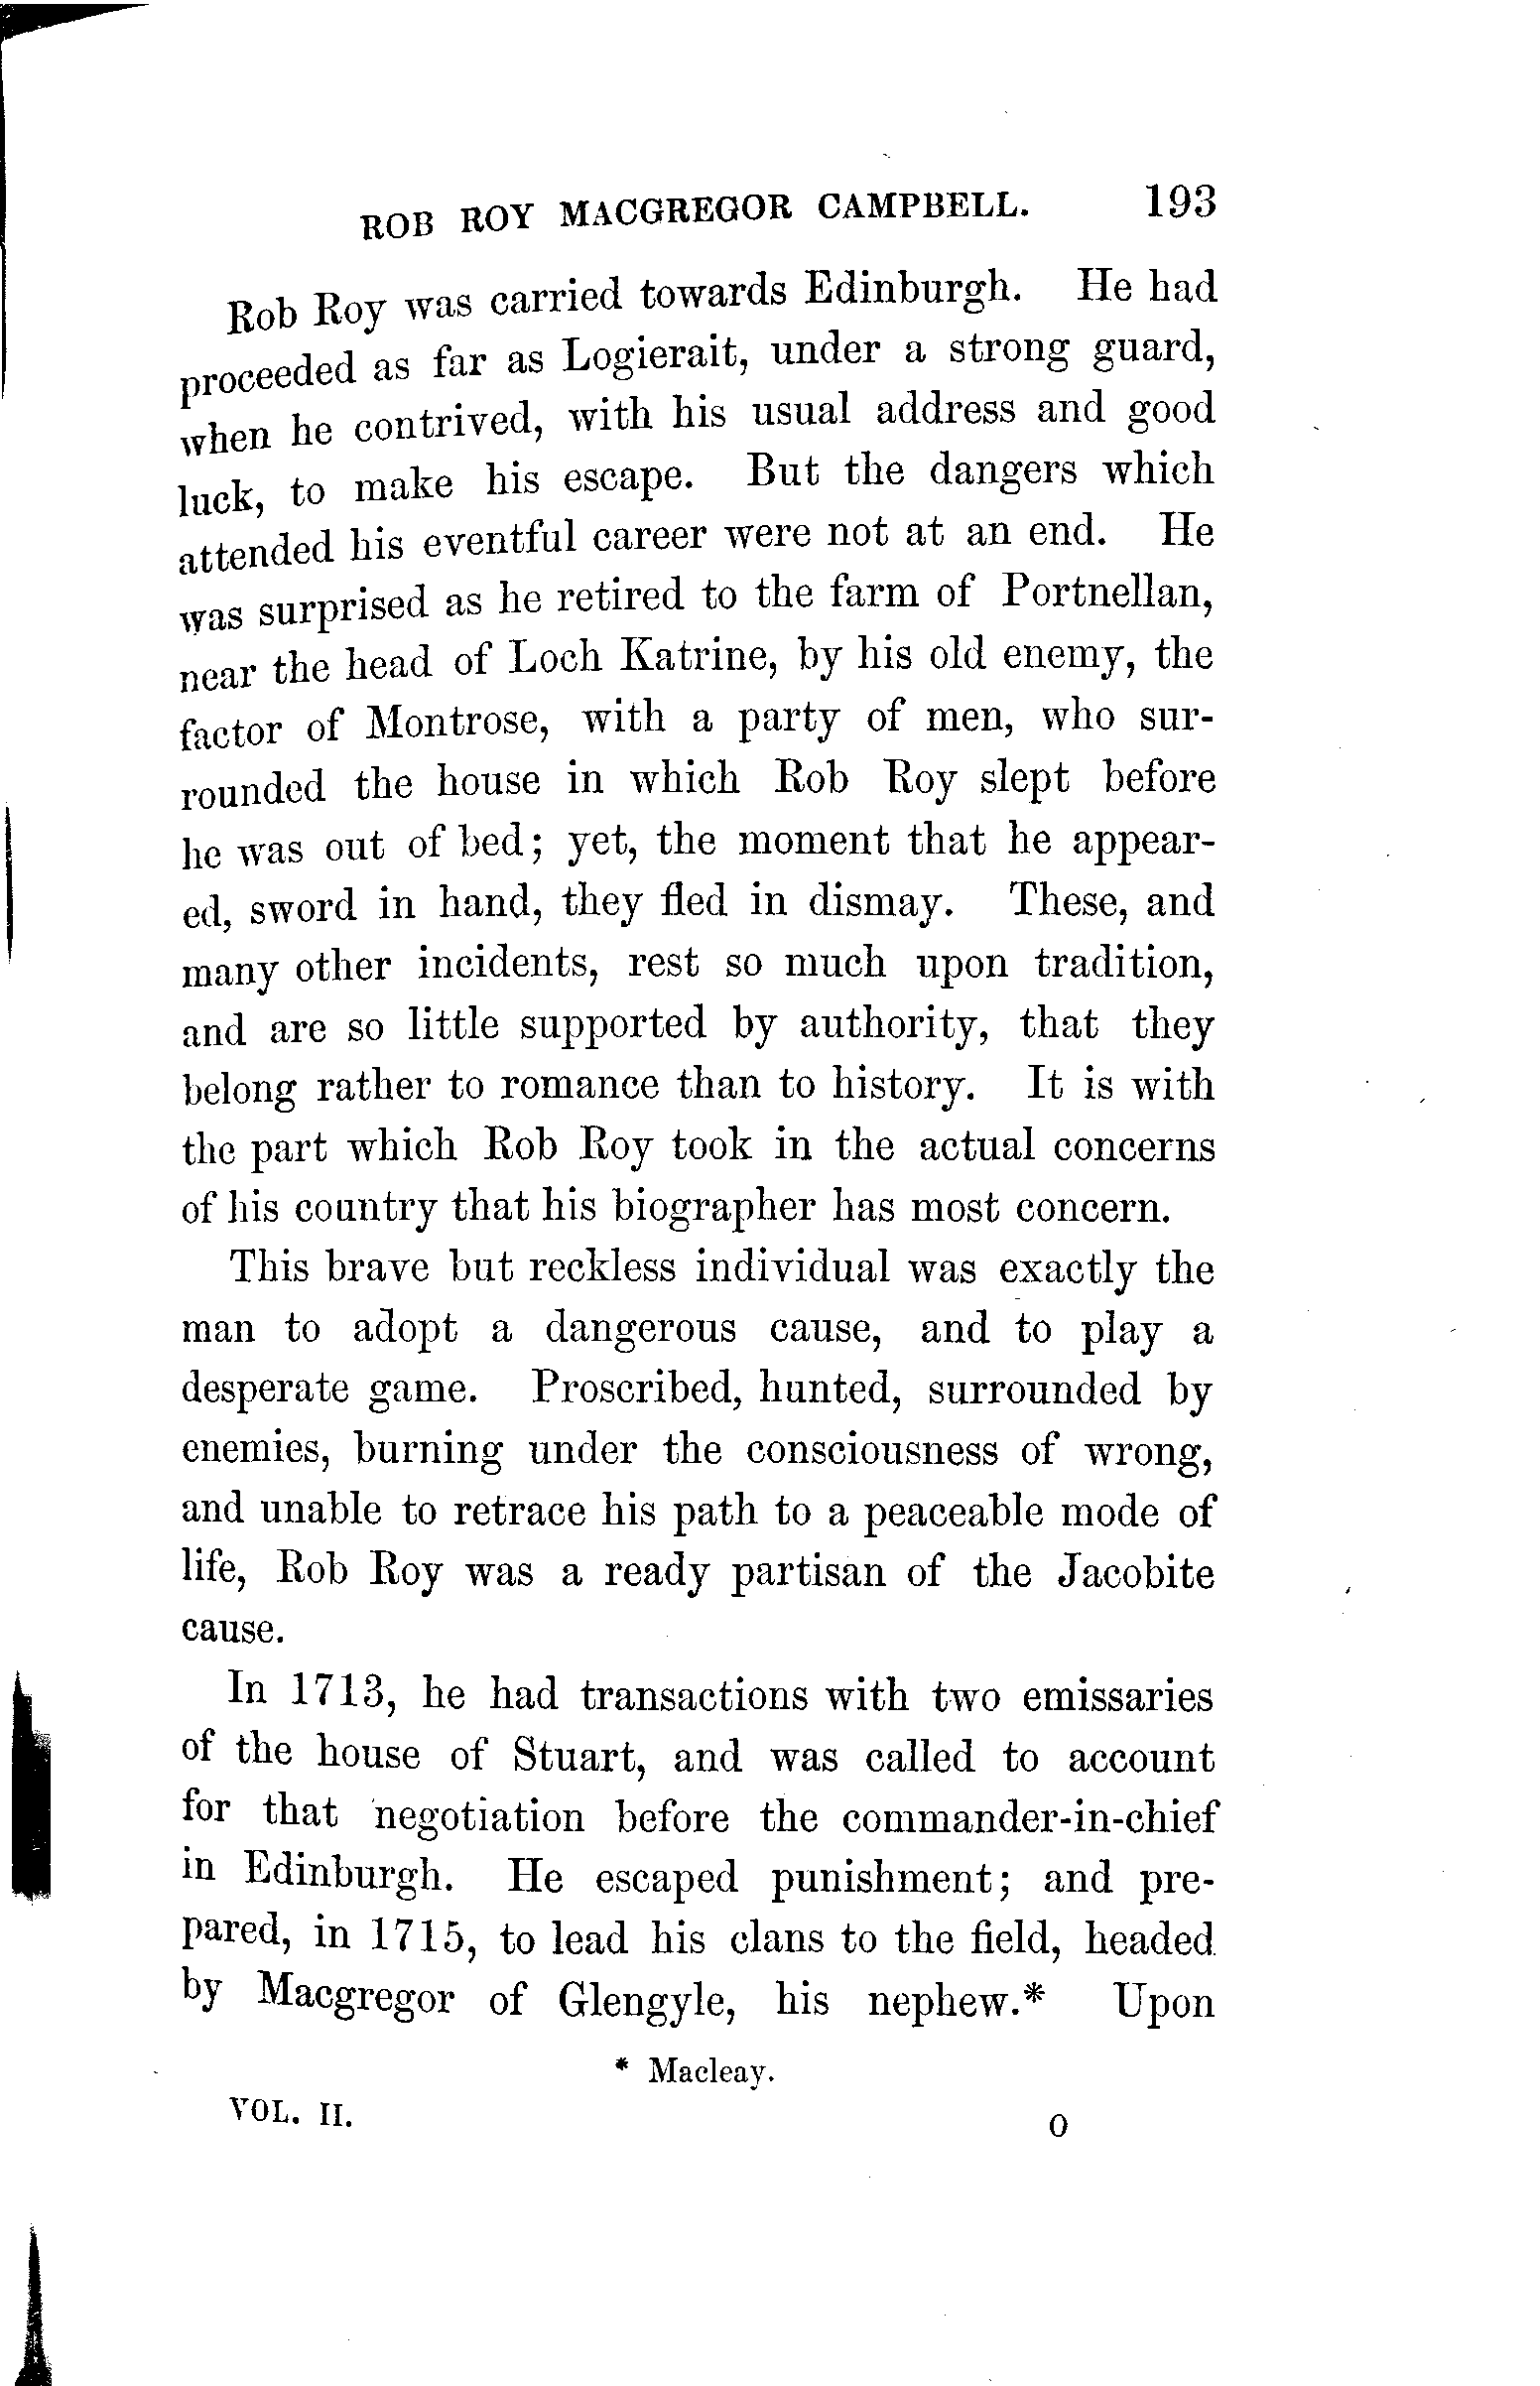 ROB ROY MACGREGOR CAMPBELL. 193
Rob Roy was carried towards Edinburgh. He had
proceeded as far as Logierait, under a strong guard,
when he contrived, with his usual address and good
luck, to make his escape. But the dangers which
attended his eventful career were not at an end. He
was surprised as he retired to the farm of Portnellan,
near the head of Loch Katrine, by his old enemy, the
factor of Montrose, with a party of men, who sur-
rounded the house in which Rob Roy slept before
he was out of bed; yet, the moment that he appear-
ed, sword in hand, they fled in dismay. These, and
many other incidents, rest so much upon tradition,
and are so little supported by authority, that they
belong rather to romance than to history. It is with
the part which Rob Roy took in the actual concerns
of his country that his biographer has most concern.
This brave but reckless individual was exactly the
man to adopt a dangerous cause, and to play a
desperate game. Proscribed, hunted, surrounded by
enemies, burning under the consciousness of wrong,
and unable to retrace his path to a peaceable mode of
life, Rob Roy was a ready partisan of the Jacobite
cause.
In 1713, he had transactions with two emissaries
of the house of Stuart, and was called to account
for that negotiation before the commander-in-chief
in Edinburgh. He escaped punishment; and pre-
pared, in 1715, to lead his clans to the field, headed
by Macgregor of Glengyle, his nephew.* Upon
* Macleay.
VOL. II. O